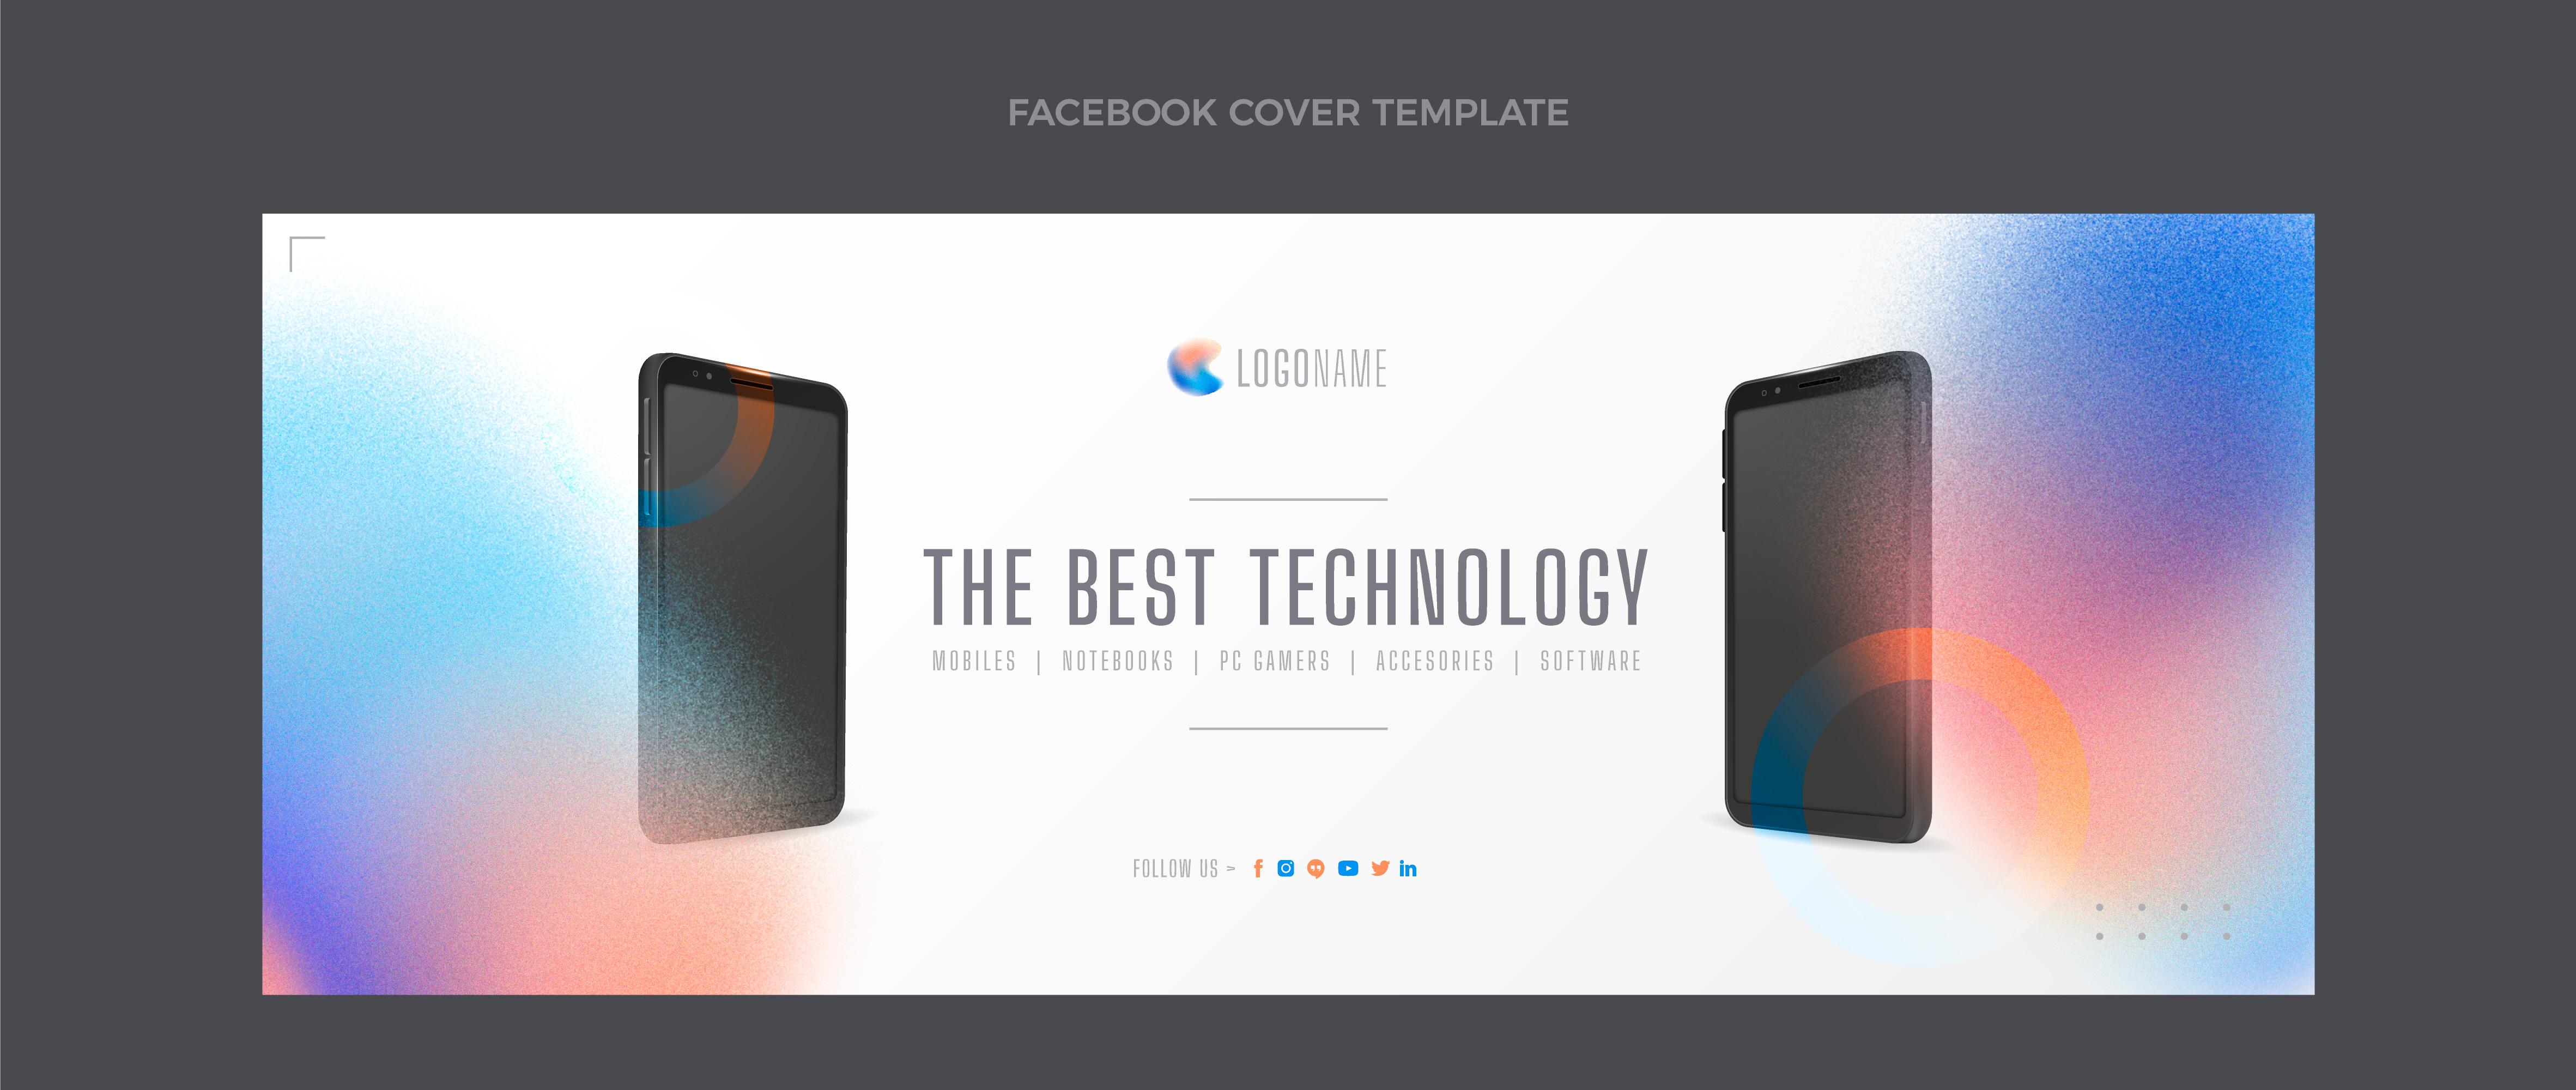 FACEBOOK COVER TEMPLATE
LOGONAME
THE BEST TECHNOLOGY
MOBILES | NOTEBOOKS | PC GAMERS | ACCESORIES | SOFTWARE
FOLLOW US >